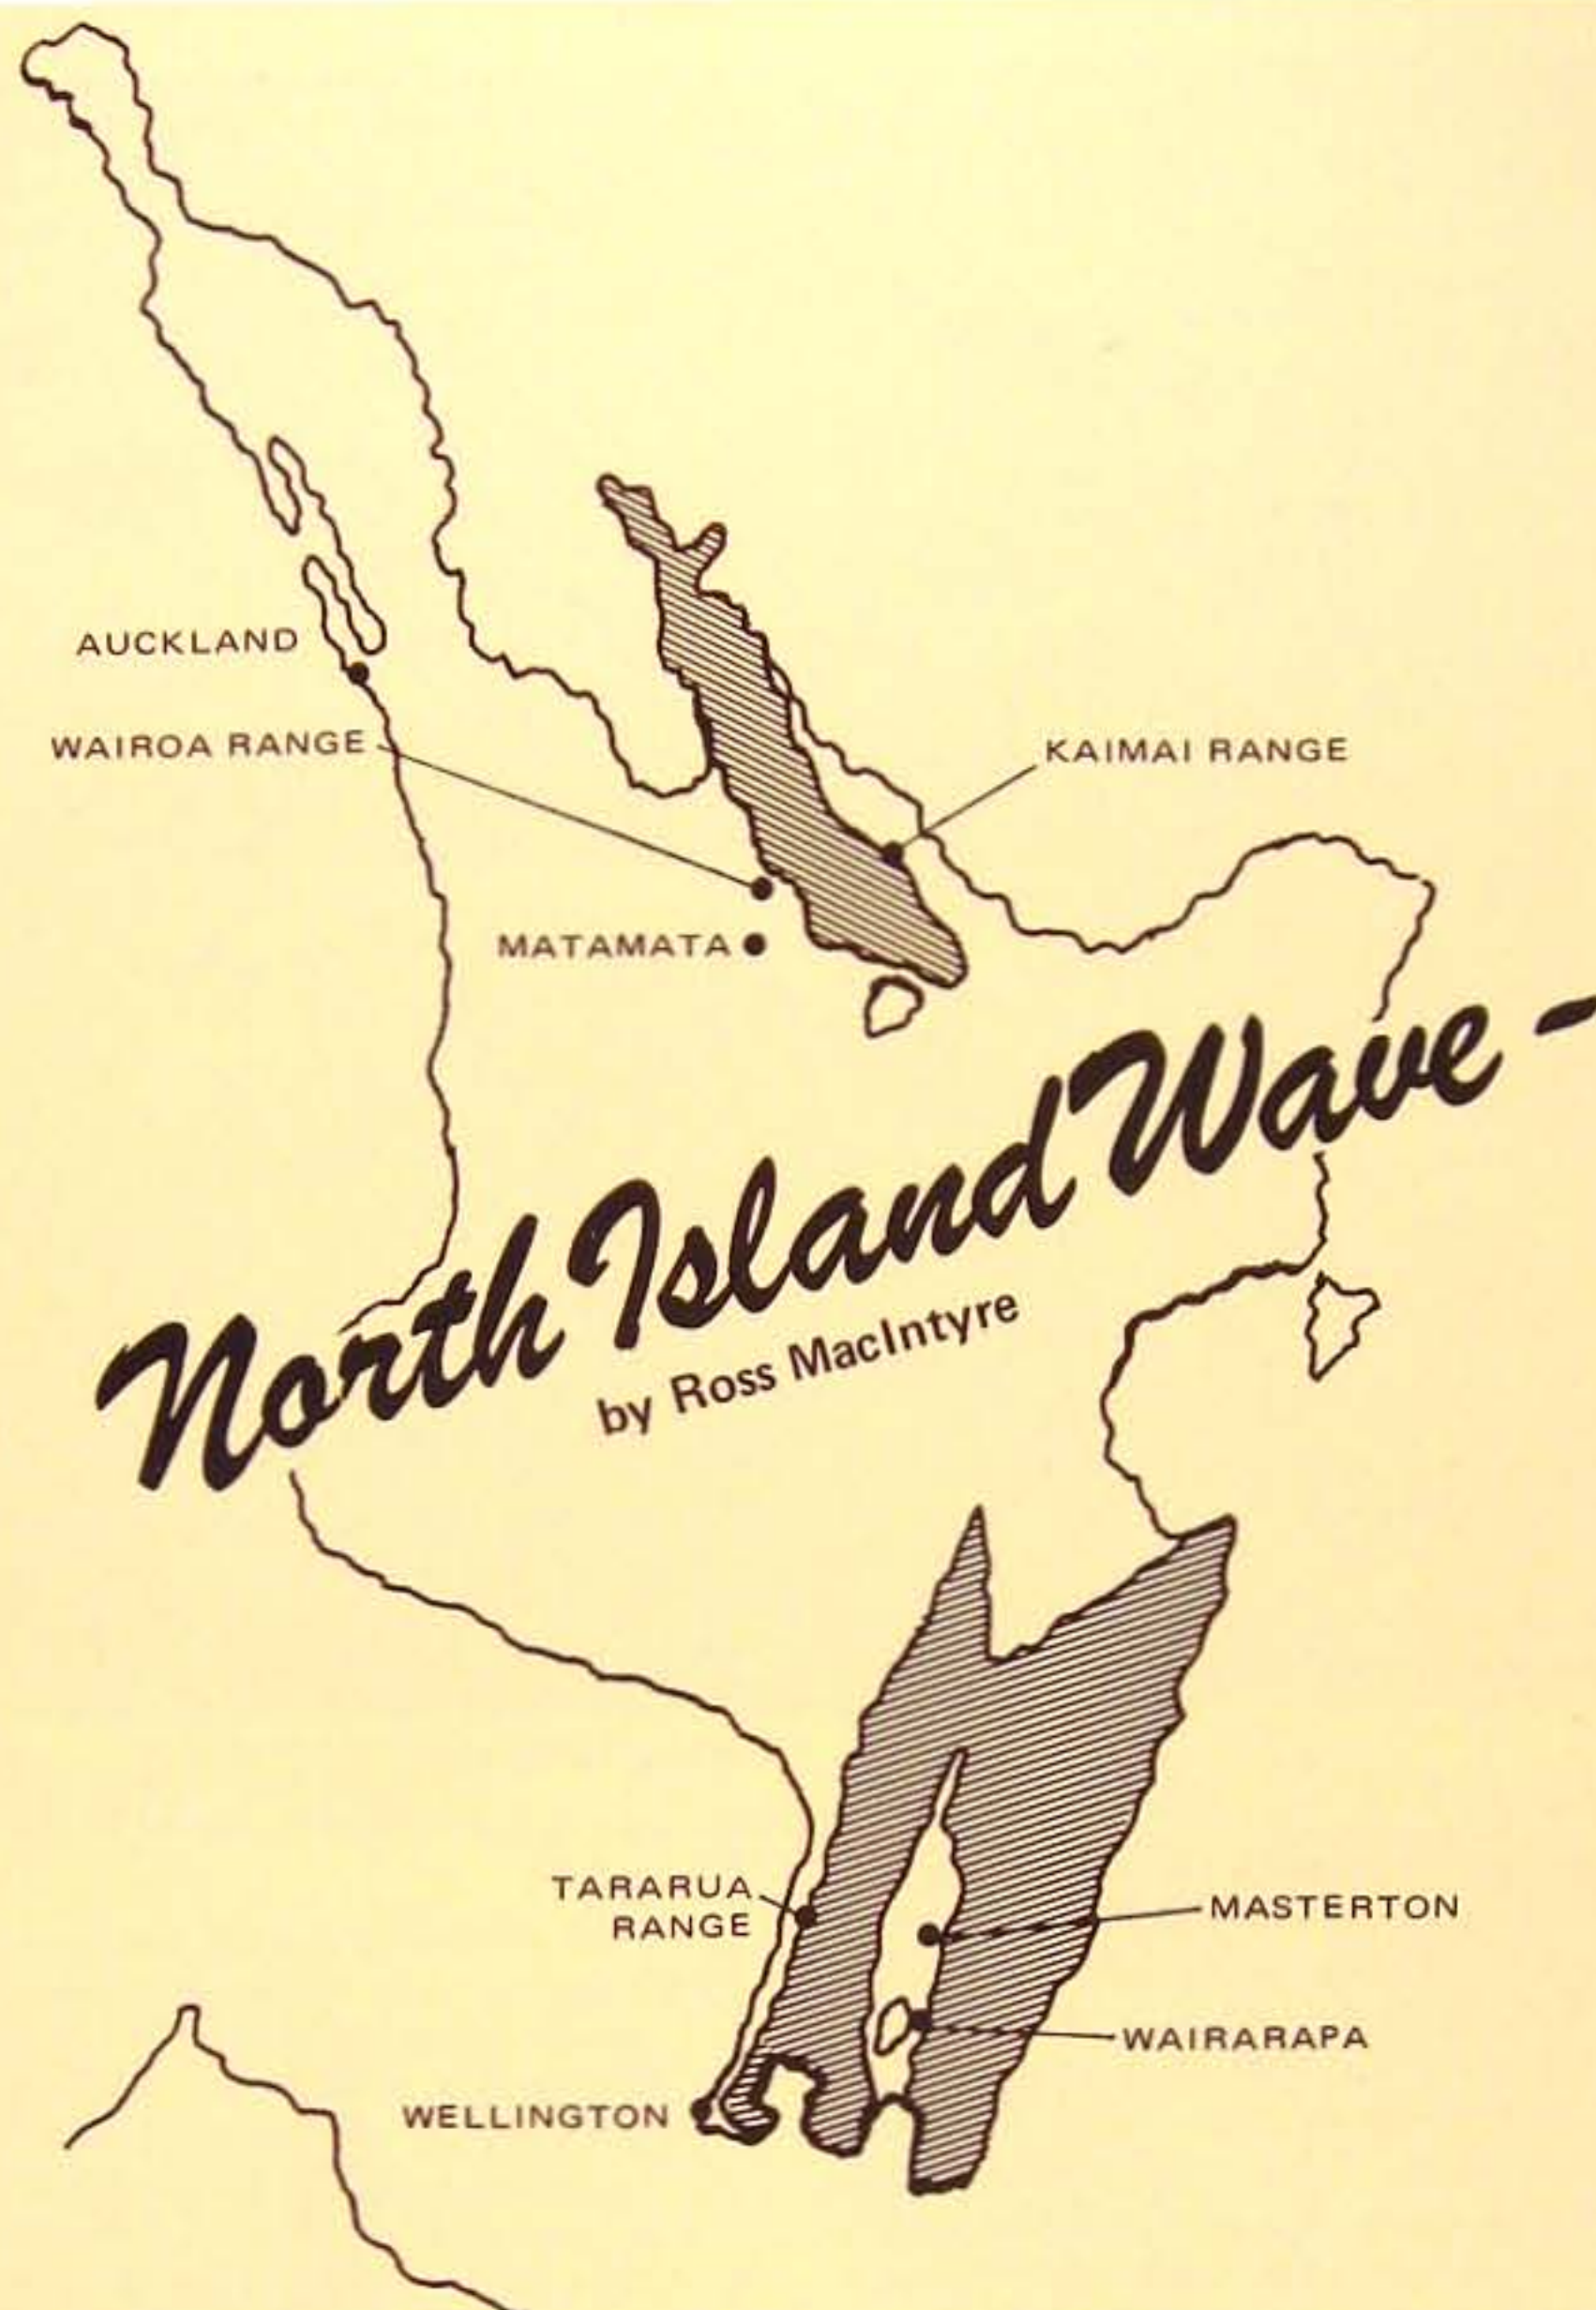 AUCKLAND
WAIROA RANGE
KAIMAI RANGE
MATAMATA
North Island Wave -
by Ross MacIntyre
TARARUA
RANGE
MASTERTON
WAIRARAPA
WELLINGTON